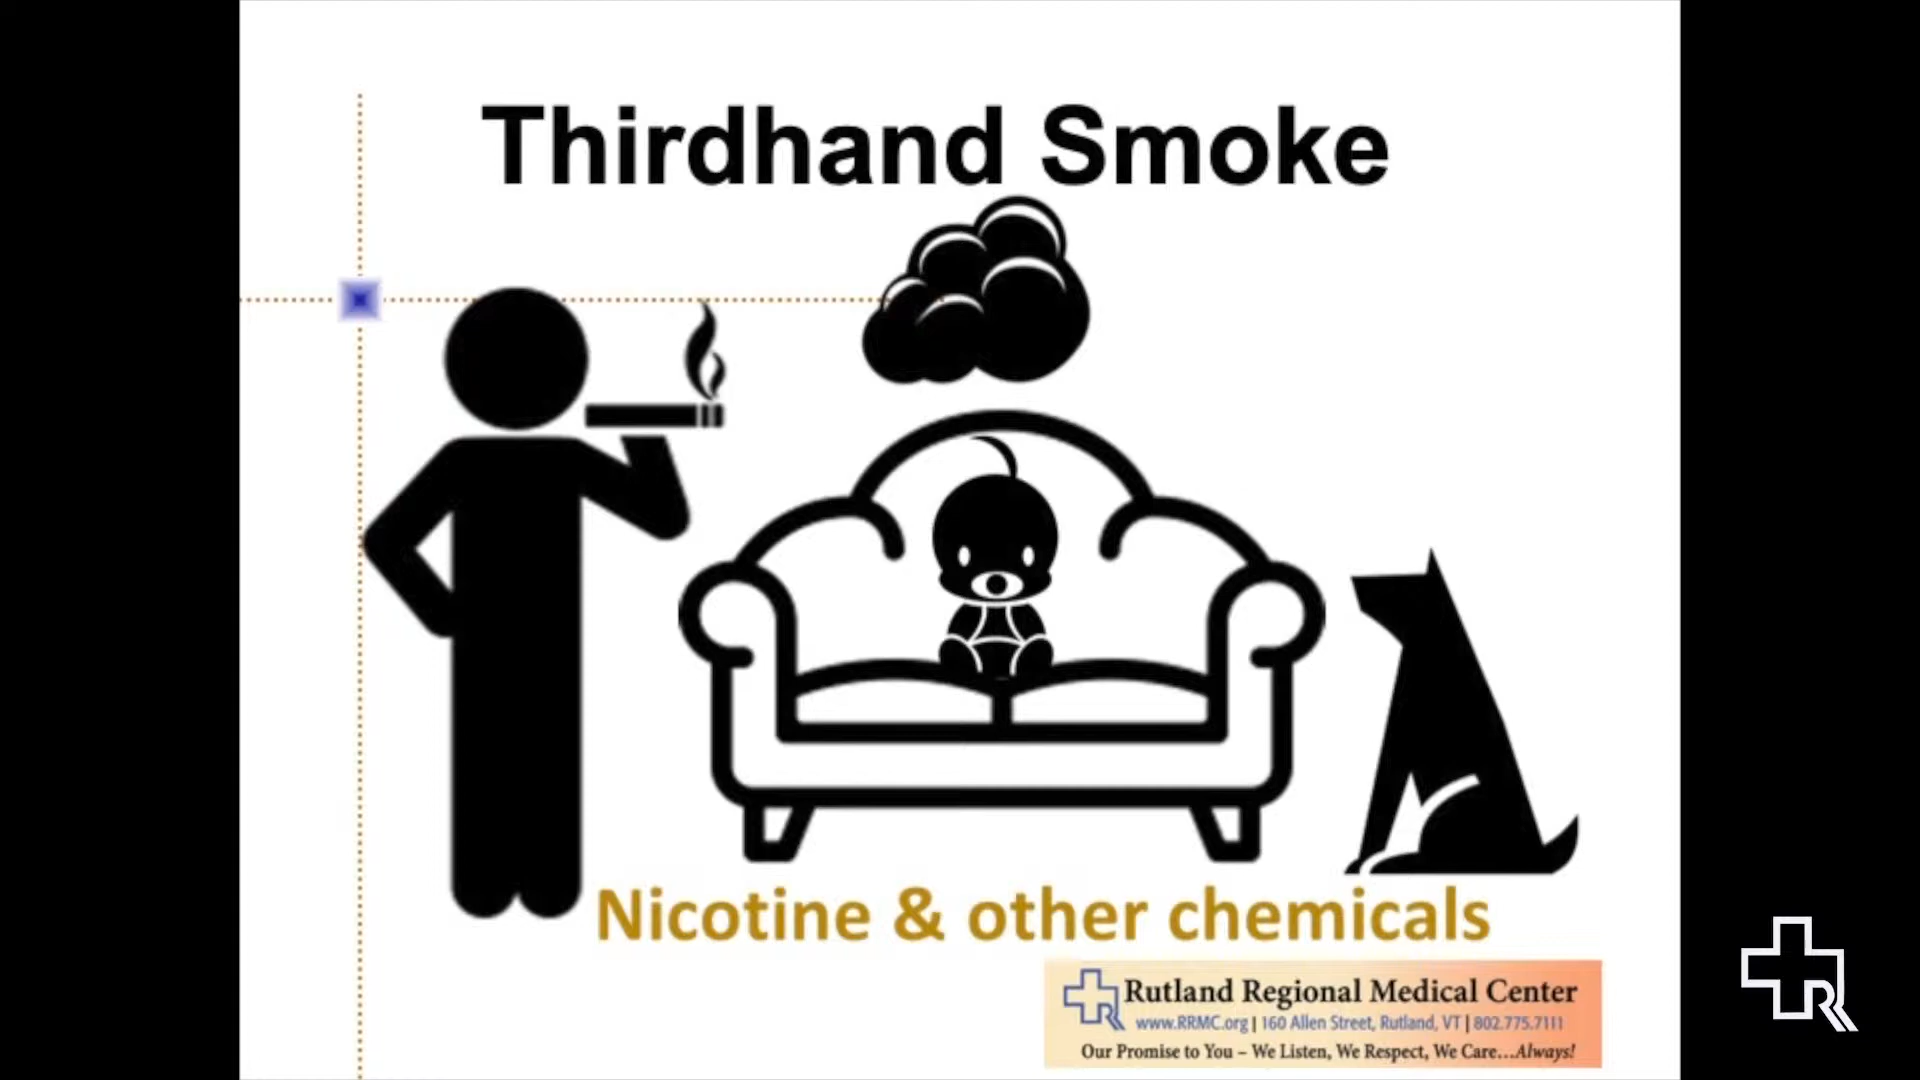 Thirdhand Smoke
Nicotine & other chemicals
Rutland Regional Medical Center
www.RRMC.org | 160 Allen Street, Rutland, VT | 802.775.7111
Our Promise to You – We Listen, We Respect, We Care...Always!